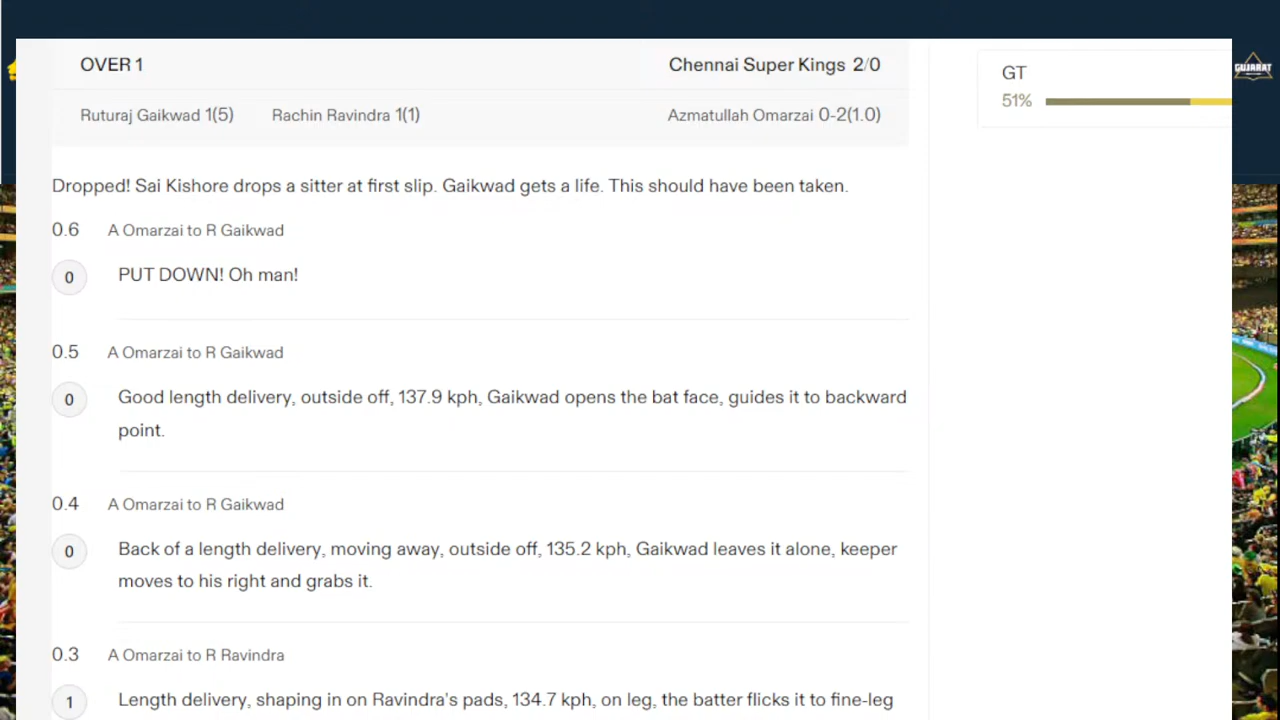 OVER 1
Chennai Super Kings 2/0
Ruturaj Gaikwad 1(5)
Rachin Ravindra 1(1)
Azmatullah Omarzai 0-2(1.0)
GT
51%
GUJARAT
Dropped! Sai Kishore drops a sitter at first slip. Gaikwad gets a life. This should have been taken.
0.6 A Omarzai to R Gaikwad
0 PUT DOWN! Oh man!
0.5 A Omarzai to R Gaikwad
0 Good length delivery, outside off, 137.9 kph, Gaikwad opens the bat face, guides it to backward
point.
0.4 A Omarzai to R Gaikwad
0 Back of a length delivery, moving away, outside off, 135.2 kph, Gaikwad leaves it alone, keeper
moves to his right and grabs it.
0.3 A Omarzai to R Ravindra
1 Length delivery, shaping in on Ravindra's pads, 134.7 kph, on leg, the batter flicks it to fine-leg